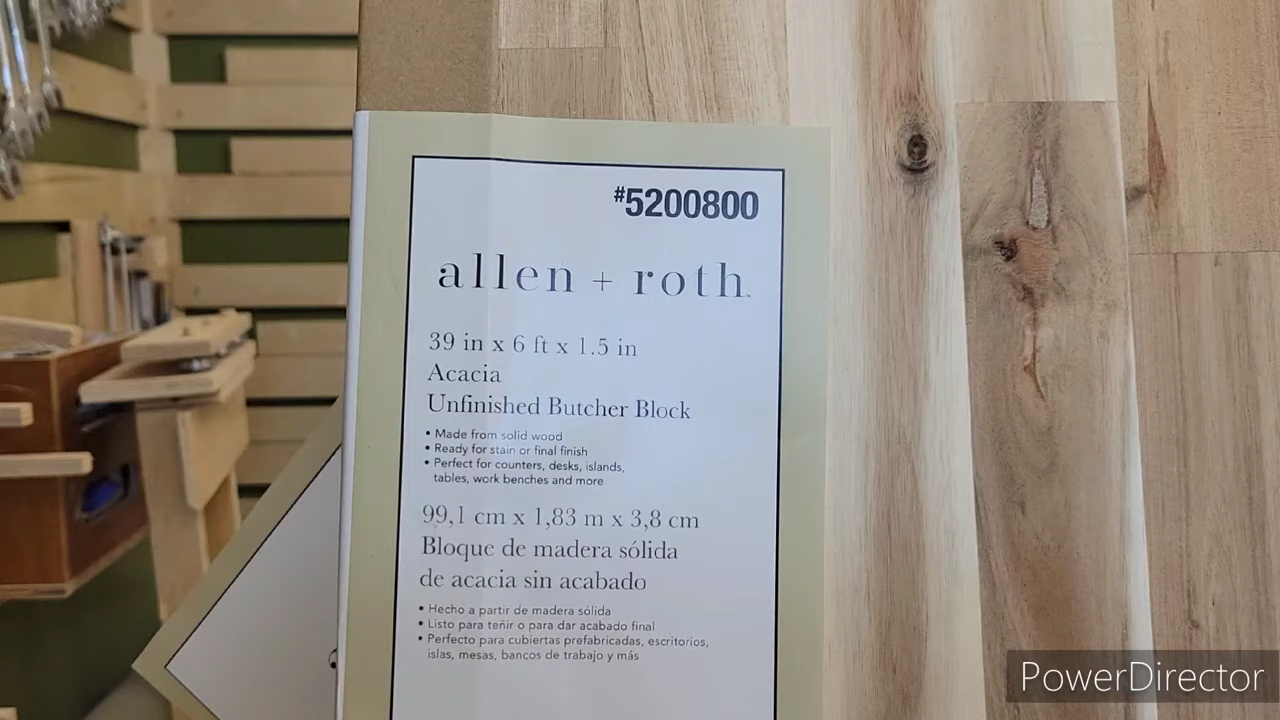 #5200800
allen + roth™
39 in x 6 ft x 1.5 in
Acacia
Unfinished Butcher Block
• Made from solid wood
• Ready for stain or final finish
• Perfect for counters, desks, islands,
tables, work benches and more
99,1 cm x 1,83 m x 3,8 cm
Bloque de madera sólida
de acacia sin acabado
• Hecho a partir de madera sólida
• Listo para teñir o para dar acabado final
• Perfecto para cubiertas prefabricadas, escritorios,
islas, mesas, bancos de trabajo y más
PowerDirector